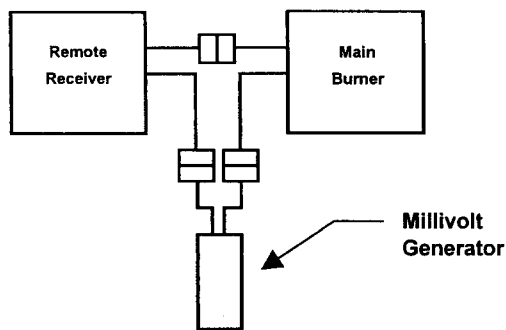 Remote
Receiver
Main
Burner
Millivolt
Generator